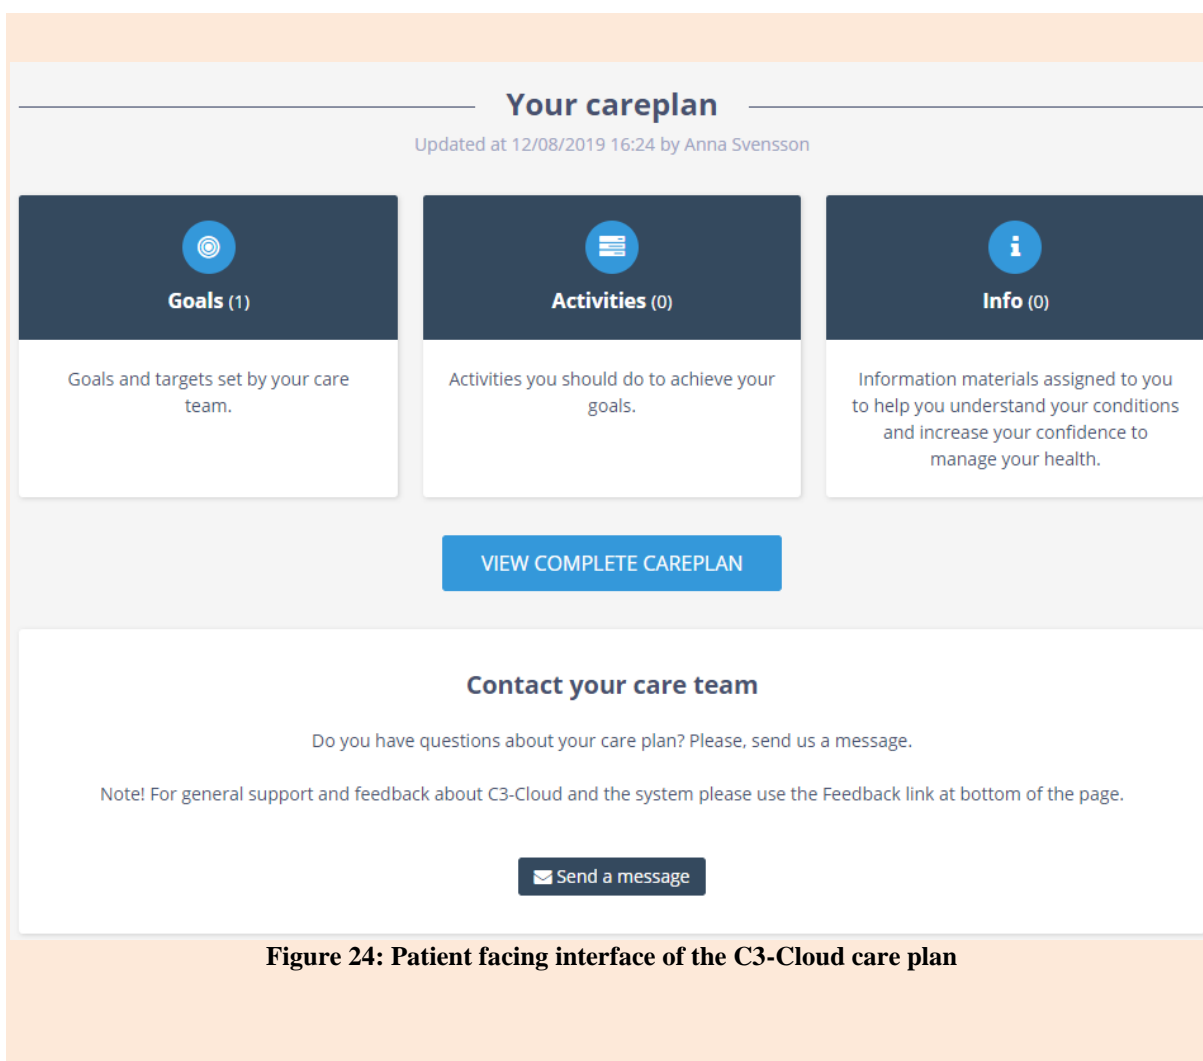 Your careplan
Updated at 12/08/2019 16:24 by Anna Svensson
Goals (1)
Goals and targets set by your care
team.
Activities (0)
Activities you should do to achieve your
goals.
Info (0)
Information materials assigned to you
to help you understand your conditions
and increase your confidence to
manage your health.
VIEW COMPLETE CAREPLAN
Contact your care team
Do you have questions about your care plan? Please, send us a message.
Note! For general support and feedback about C3-Cloud and the system please use the Feedback link at bottom of the page.
Send a message
Figure 24: Patient facing interface of the C3-Cloud care plan